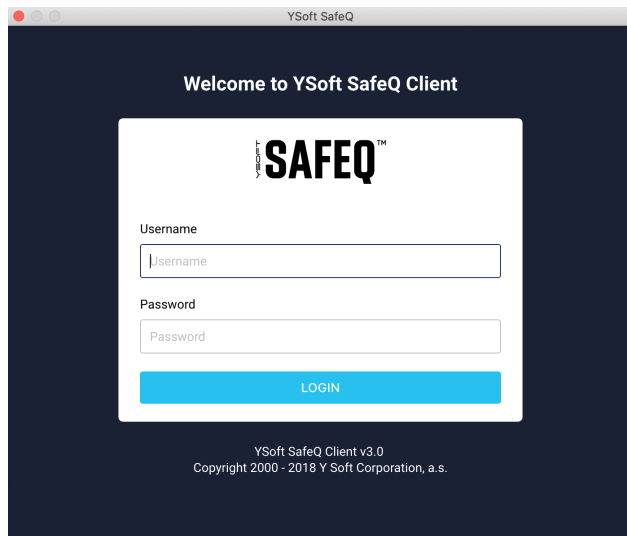 YSoft SafeQ
Welcome to YSoft SafeQ Client
YSOFT SAFEQ™
Username
Username
Password
Password
LOGIN
YSoft SafeQ Client v3.0
Copyright 2000 - 2018 Y Soft Corporation, a.s.